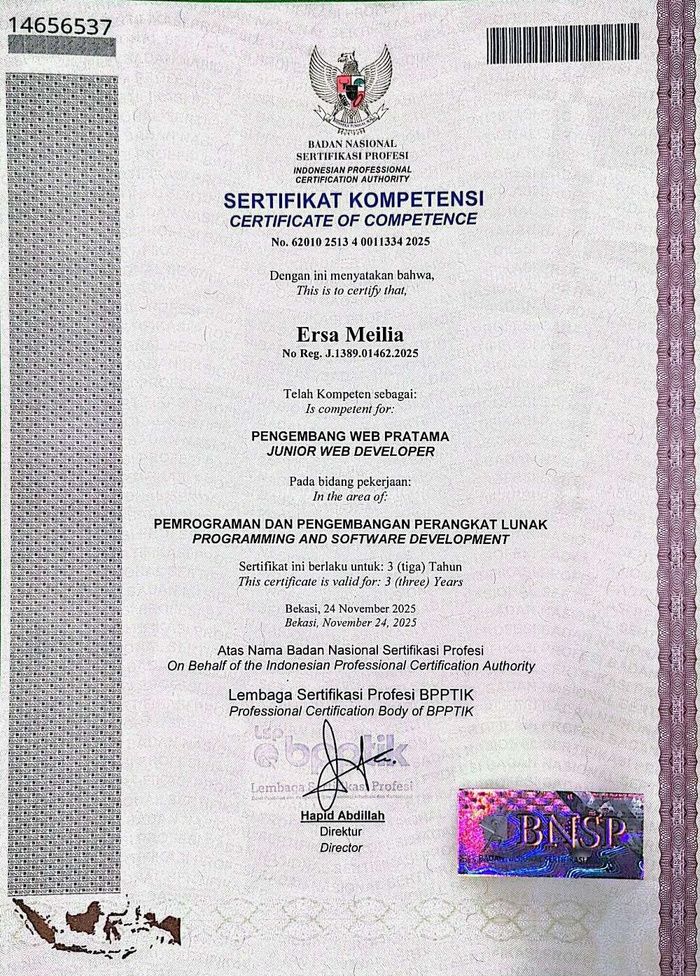 14656537
BADAN NASIONAL
SERTIFIKASI PROFESI
INDONESIAN PROFESSIONAL
CERTIFICATION AUTHORITY
SERTIFIKAT KOMPETENSI
CERTIFICATE OF COMPETENCE
No. 62010 2513 4 0011334 2025
Dengan ini menyatakan bahwa,
This is to certify that,
Ersa Meilia
No Reg. J.1389.01462.2025
Telah Kompeten sebagai:
Is competent for:
PENGEMBANG WEB PRATAMA
JUNIOR WEB DEVELOPER
Pada bidang pekerjaan:
In the area of:
PEMROGRAMAN DAN PENGEMBANGAN PERANGKAT LUNAK
PROGRAMMING AND SOFTWARE DEVELOPMENT
Sertifikat ini berlaku untuk: 3 (tiga) Tahun
This certificate is valid for: 3 (three) Years
Bekasi, 24 November 2025
Bekasi, November 24, 2025
Atas Nama Badan Nasional Sertifikasi Profesi
On Behalf of the Indonesian Professional Certification Authority
Lembaga Sertifikasi Profesi BPPTIK
Professional Certification Body of BPPTIK
lsp
bpptik
Lembaga Sertifikasi Profesi
Hapid Abdillah
Direktur
Director
BNSP